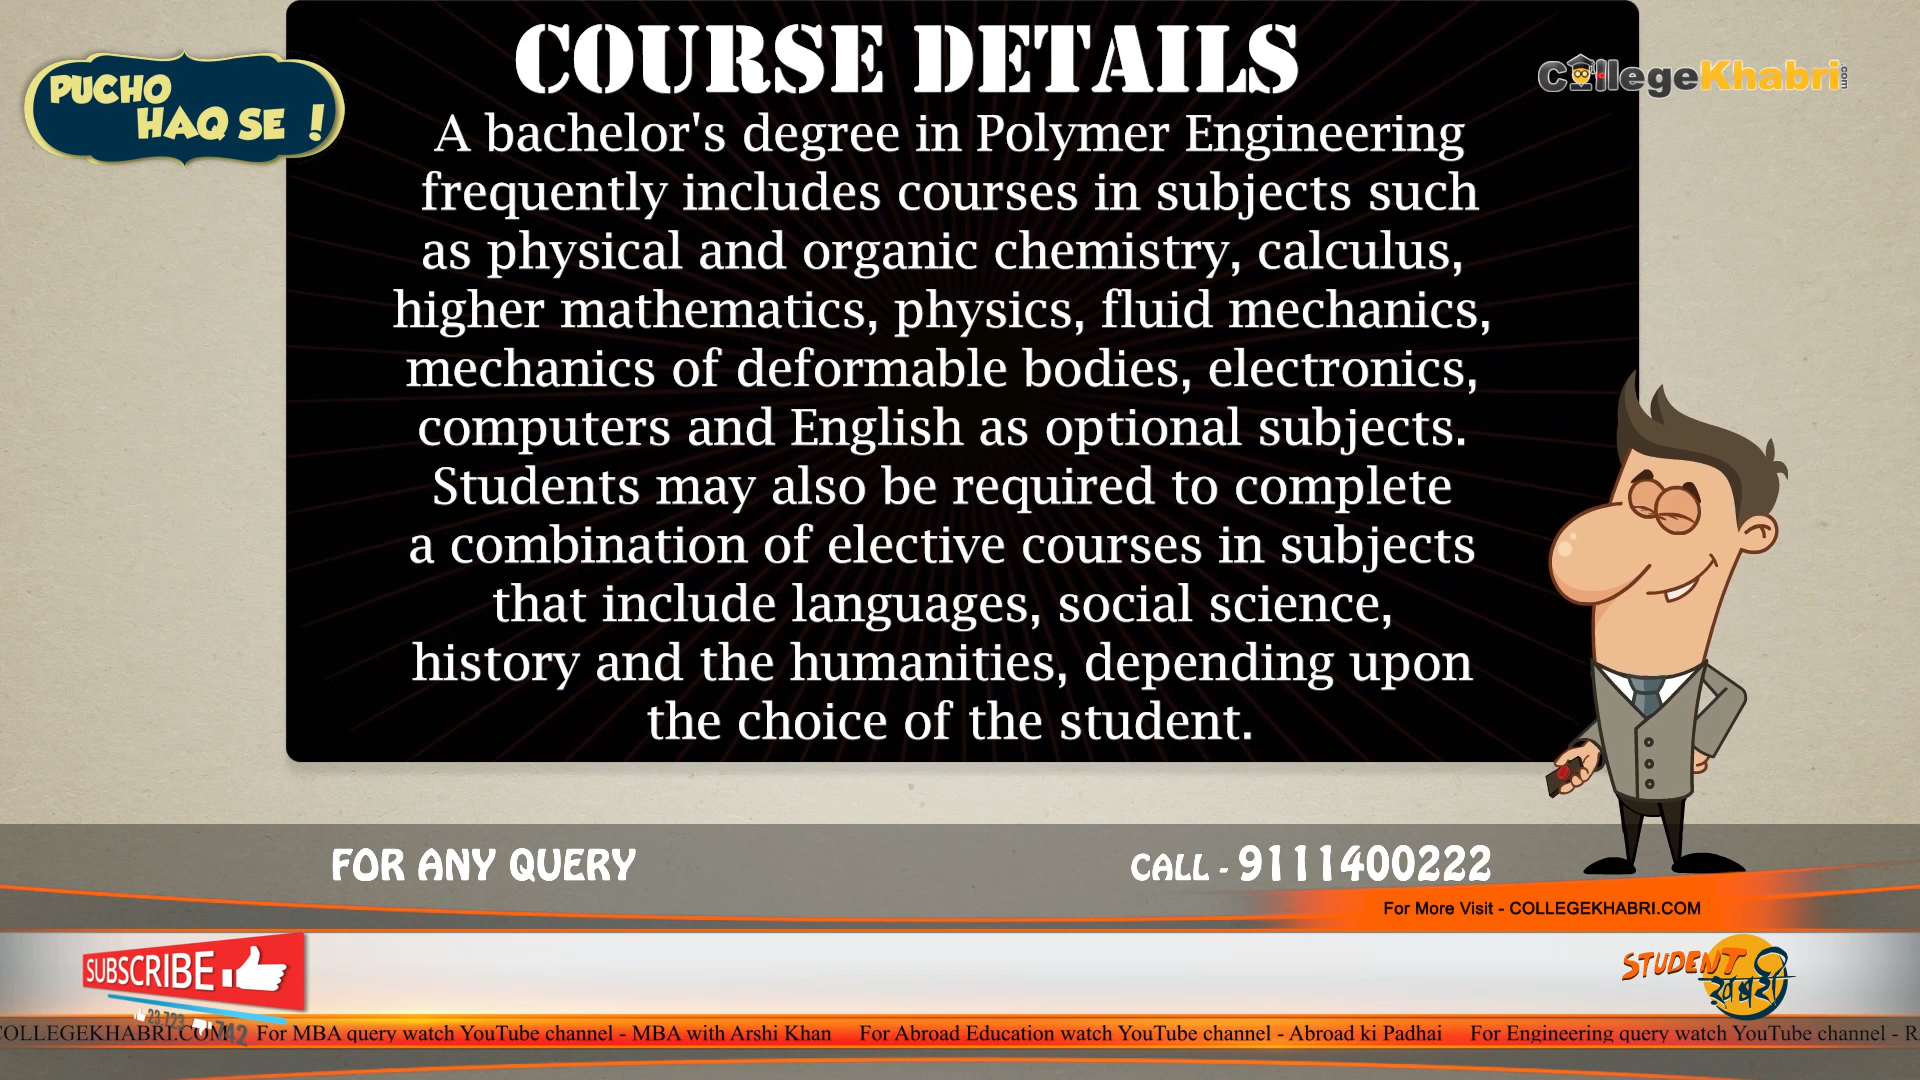 COURSE DETAILS
PUCHO
HAQ SE !
CollegeKhabri.com
A bachelor's degree in Polymer Engineering
frequently includes courses in subjects such
as physical and organic chemistry, calculus,
higher mathematics, physics, fluid mechanics,
mechanics of deformable bodies, electronics,
computers and English as optional subjects.
Students may also be required to complete
a combination of elective courses in subjects
that include languages, social science,
history and the humanities, depending upon
the choice of the student.
FOR ANY QUERY
CALL - 9111400222
For More Visit - COLLEGEKHABRI.COM
SUBSCRIBE
STUDENT
ख़बरी
23,723
742
COLLEGEKHABRI.COM For MBA query watch YouTube channel - MBA with Arshi Khan For Abroad Education watch YouTube channel - Abroad ki Padhai For Engineering query watch YouTube channel - R